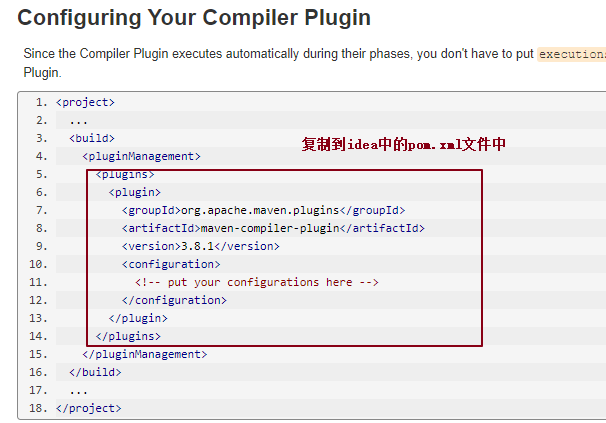 Configuring Your Compiler Plugin
Since the Compiler Plugin executes automatically during their phases, you don't have to put executions
Plugin.
1. <project>
2. ...
3. <build>
复制到idea中的pom.xml文件中
4. <pluginManagement>
5. <plugins>
6. <plugin>
7. <groupId>org.apache.maven.plugins</groupId>
8. <artifactId>maven-compiler-plugin</artifactId>
9. <version>3.8.1</version>
10. <configuration>
11. <!-- put your configurations here -->
12. </configuration>
13. </plugin>
14. </plugins>
15. </pluginManagement>
16. </build>
17. ...
18. </project>